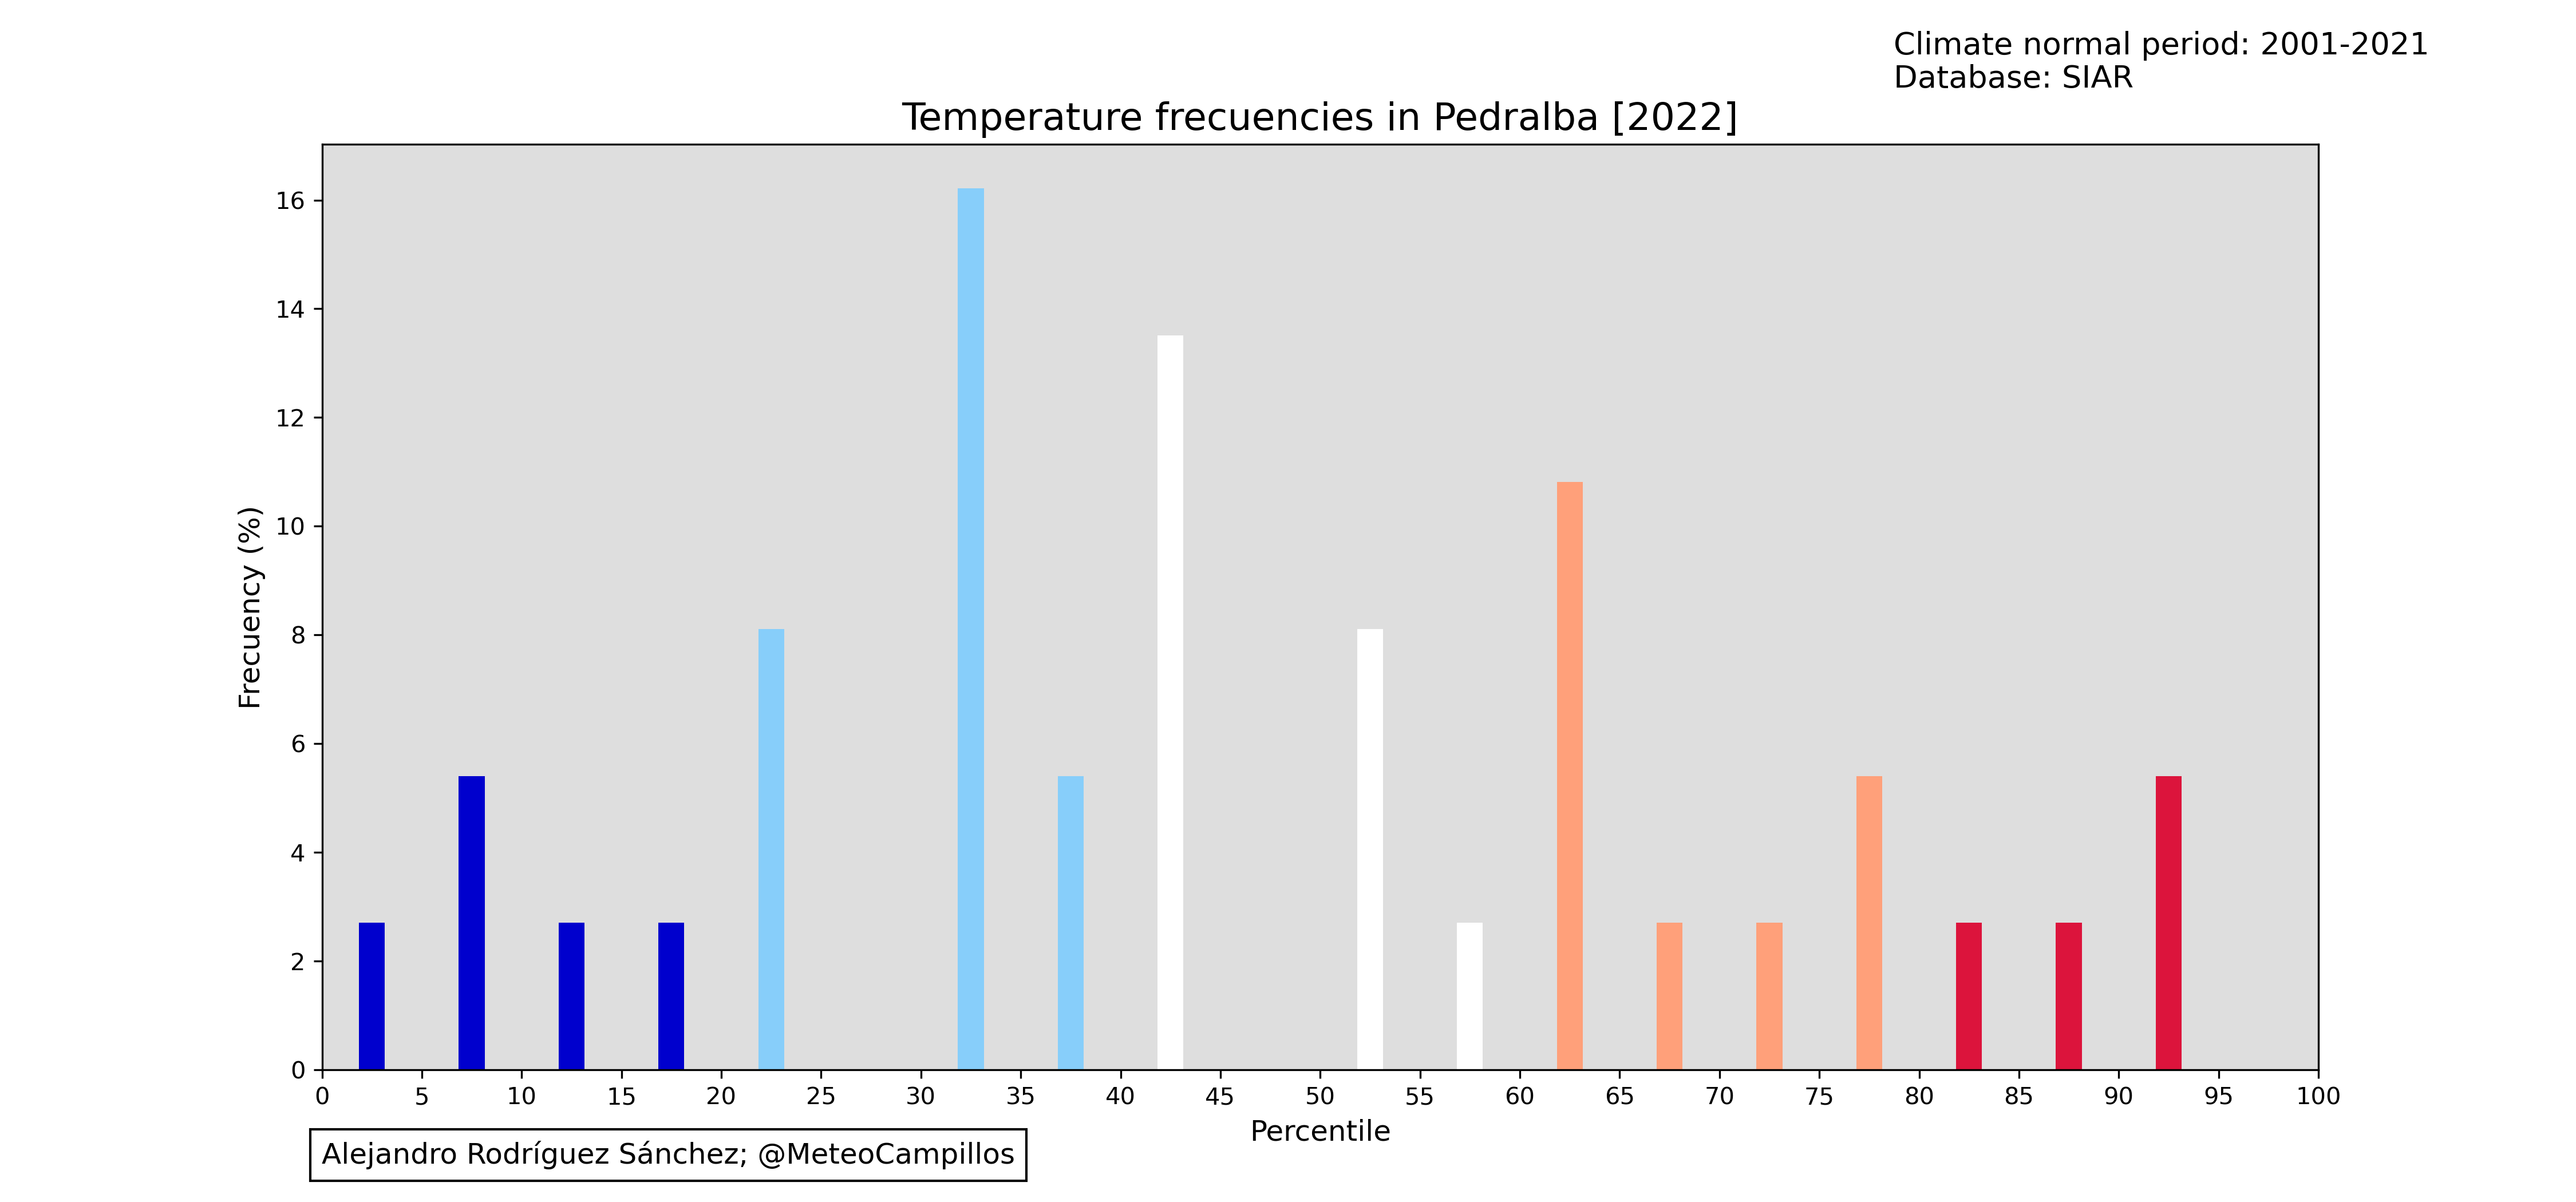 Climate normal period: 2001-2021
Database: SIAR
Temperature frecuencies in Pedralba [2022]
Frecuency (%)
16
14
12
10
8
6
4
2
0
0 5 10 15 20 25 30 35 40 45 50 55 60 65 70 75 80 85 90 95 100
Percentile
Alejandro Rodríguez Sánchez; @MeteoCampillos